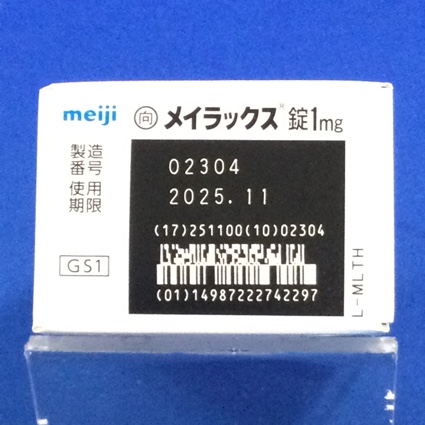 meiji 向 メイラックス® 錠1mg
製造番号 02304
使用期限 2025.11
(17)251100(10)02304
GS1
(01)14987222742297
L-MLTH